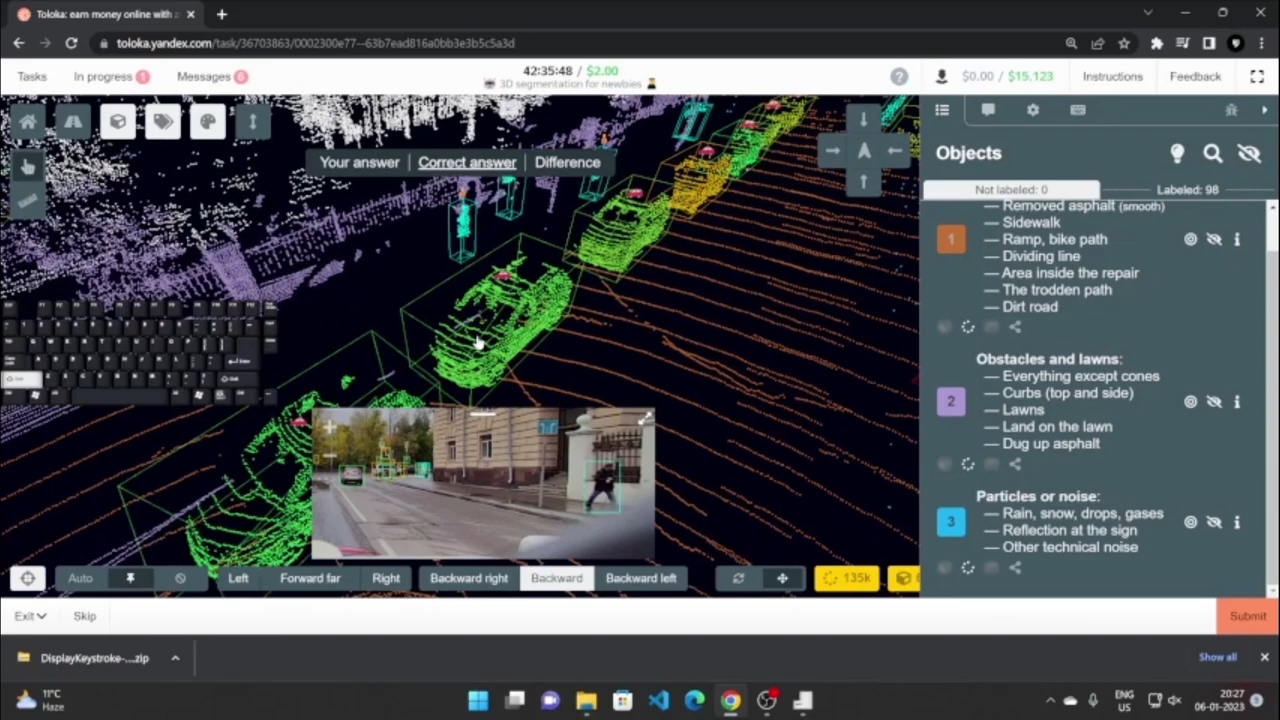 Toloka: earn money online with z
toloka.yandex.com/task/36703863/0002300e77--63b7ead816a0bb3e3b5c5a3d
Tasks
In progress 1
Messages 6
42:35:48 / $2.00
3D segmentation for newbies
$0.00 / $15.123
Instructions
Feedback
Your answer | Correct answer | Difference
Objects
Not labeled: 0
Labeled: 98
— Removed asphalt (smooth)
— Sidewalk
1
— Ramp, bike path
— Dividing line
— Area inside the repair
— The trodden path
— Dirt road
Obstacles and lawns:
— Everything except cones
2
— Curbs (top and side)
— Lawns
— Land on the lawn
— Dug up asphalt
Particles or noise:
— Rain, snow, drops, gases
3
— Reflection at the sign
— Other technical noise
Auto
Left
Forward far
Right
Backward right
Backward
Backward left
135k
Exit
Skip
Submit
DisplayKeystroke-....zip
Show all
11°C
Haze
ENG
US
20:27
06-01-2023